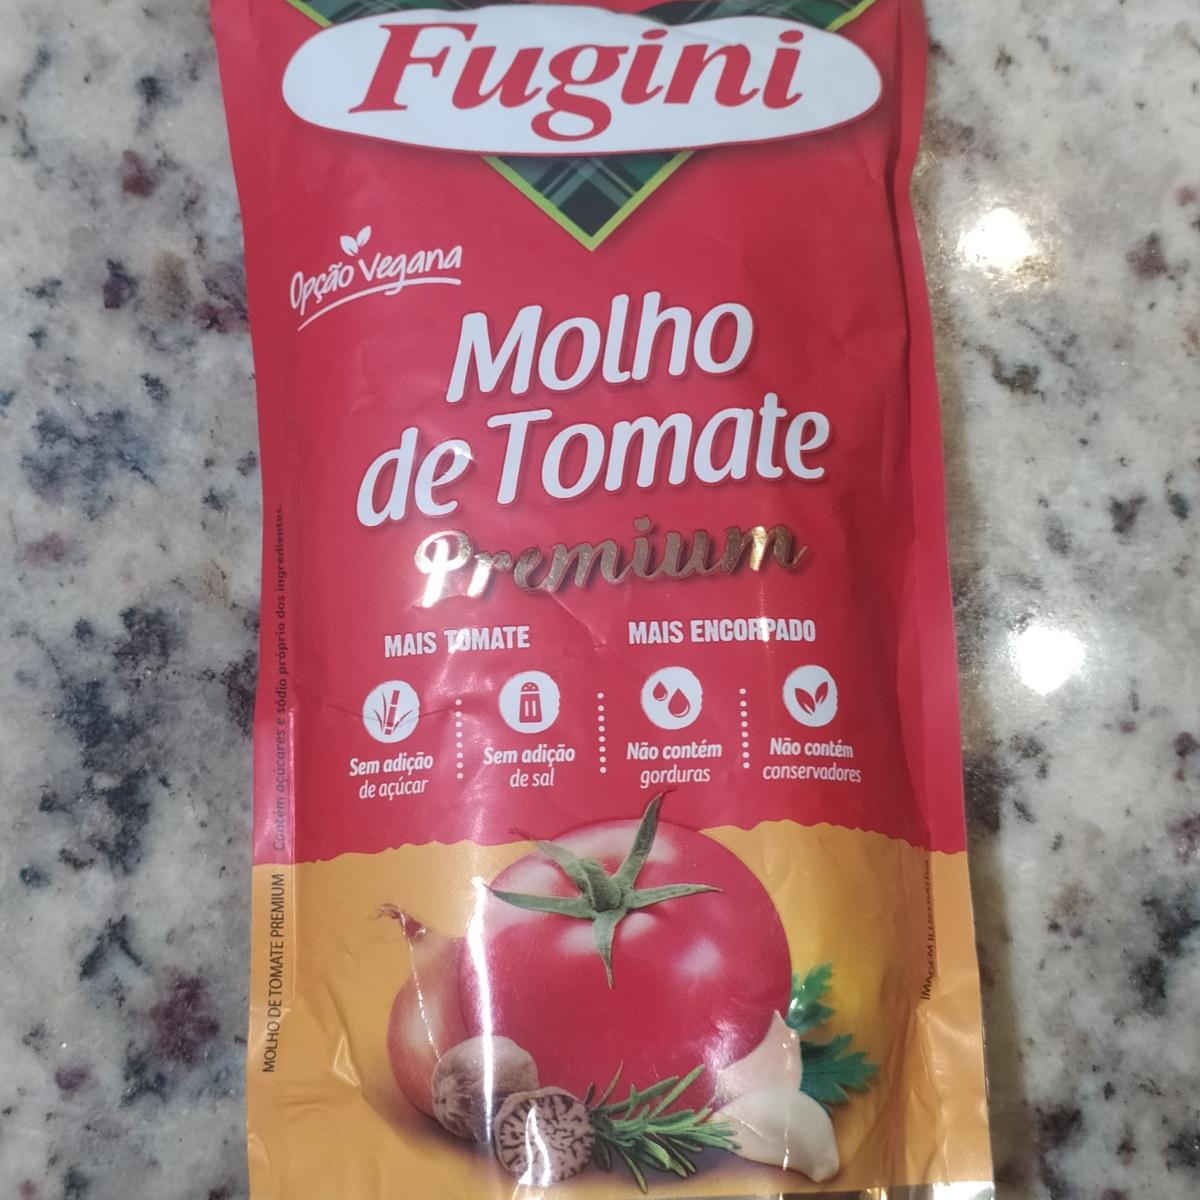 Fugini
Opção Vegana
Molho
de Tomate
Premium
MAIS TOMATE
MAIS ENCORPADO
Sem adição
de açúcar
Sem adição
de sal
Não contém
gorduras
Não contém
conservadores
MOLHO DE TOMATE PREMIUM Contém açúcares e sódio próprio dos ingredientes.
IMAGEM ILUSTRATIVA